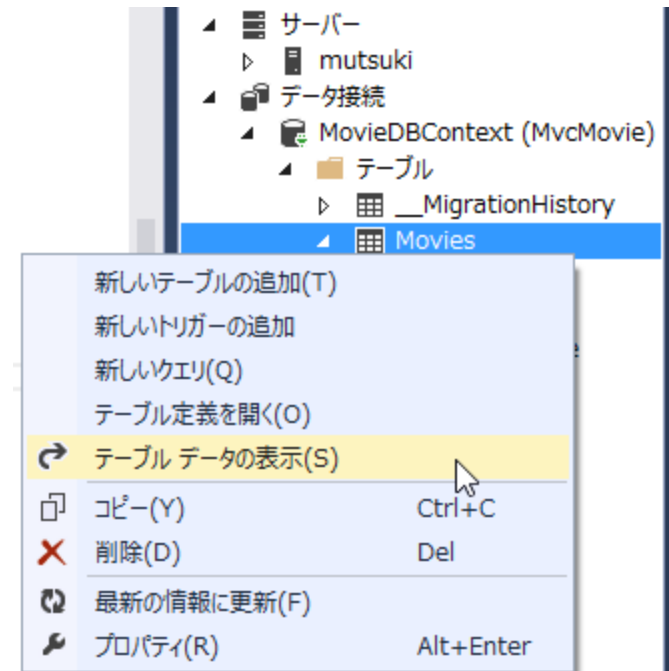 サーバー
mutsuki
データ接続
MovieDBContext (MvcMovie)
テーブル
__MigrationHistory
Movies
新しいテーブルの追加(T)
新しいトリガーの追加
新しいクエリ(Q)
テーブル定義を開く(O)
テーブル データの表示(S)
コピー(Y) Ctrl+C
削除(D) Del
最新の情報に更新(F)
プロパティ(R) Alt+Enter